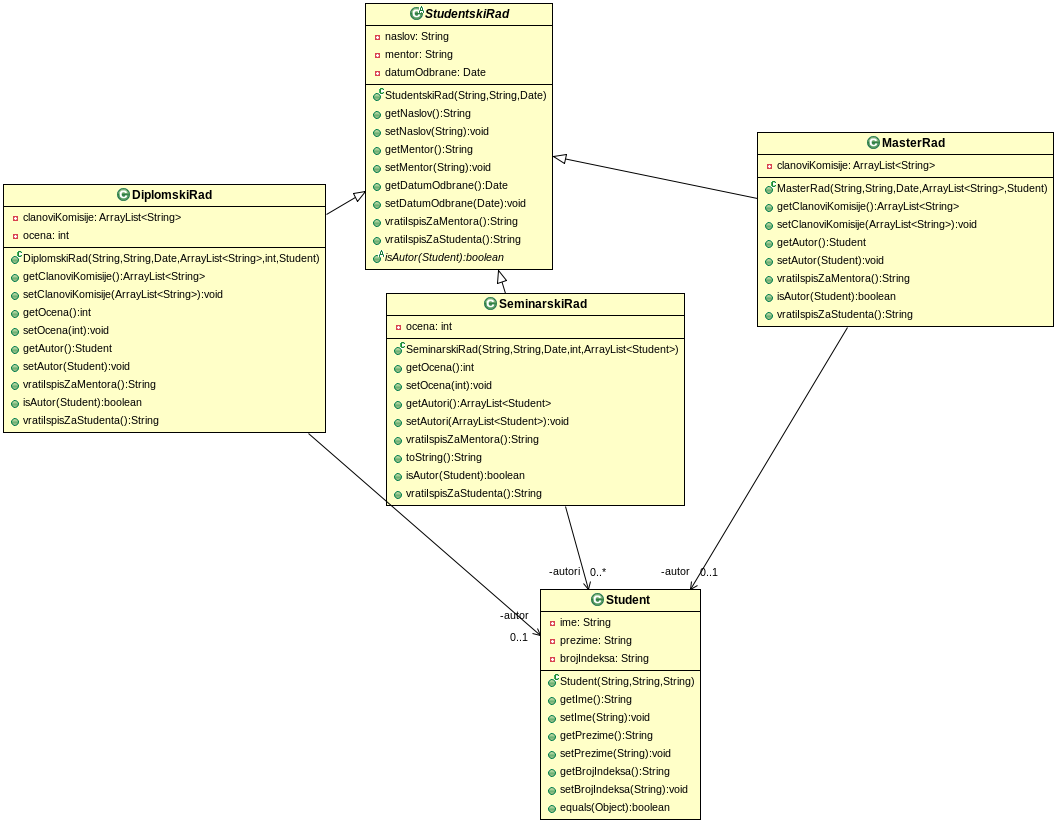 StudentskiRad
naslov: String
mentor: String
datumOdbrane: Date
StudentskiRad(String,String,Date)
getNaslov():String
setNaslov(String):void
getMentor():String
setMentor(String):void
getDatumOdbrane():Date
setDatumOdbrane(Date):void
vratiIspisZaMentora():String
vratiIspisZaStudenta():String
isAutor(Student):boolean
MasterRad
clanoviKomisije: ArrayList<String>
MasterRad(String,String,Date,ArrayList<String>,Student)
getClanoviKomisije():ArrayList<String>
setClanoviKomisije(ArrayList<String>):void
getAutor():Student
setAutor(Student):void
vratiIspisZaMentora():String
isAutor(Student):boolean
vratiIspisZaStudenta():String
DiplomskiRad
clanoviKomisije: ArrayList<String>
ocena: int
DiplomskiRad(String,String,Date,ArrayList<String>,int,Student)
getClanoviKomisije():ArrayList<String>
setClanoviKomisije(ArrayList<String>):void
getOcena():int
setOcena(int):void
getAutor():Student
setAutor(Student):void
vratiIspisZaMentora():String
isAutor(Student):boolean
vratiIspisZaStudenta():String
SeminarskiRad
ocena: int
SeminarskiRad(String,String,Date,int,ArrayList<Student>)
getOcena():int
setOcena(int):void
getAutori():ArrayList<Student>
setAutori(ArrayList<Student>):void
vratiIspisZaMentora():String
toString():String
isAutor(Student):boolean
vratiIspisZaStudenta():String
-autori 0..*
-autor 0..1
-autor
0..1
Student
ime: String
prezime: String
brojIndeksa: String
Student(String,String,String)
getIme():String
setIme(String):void
getPrezime():String
setPrezime(String):void
getBrojIndeksa():String
setBrojIndeksa(String):void
equals(Object):boolean